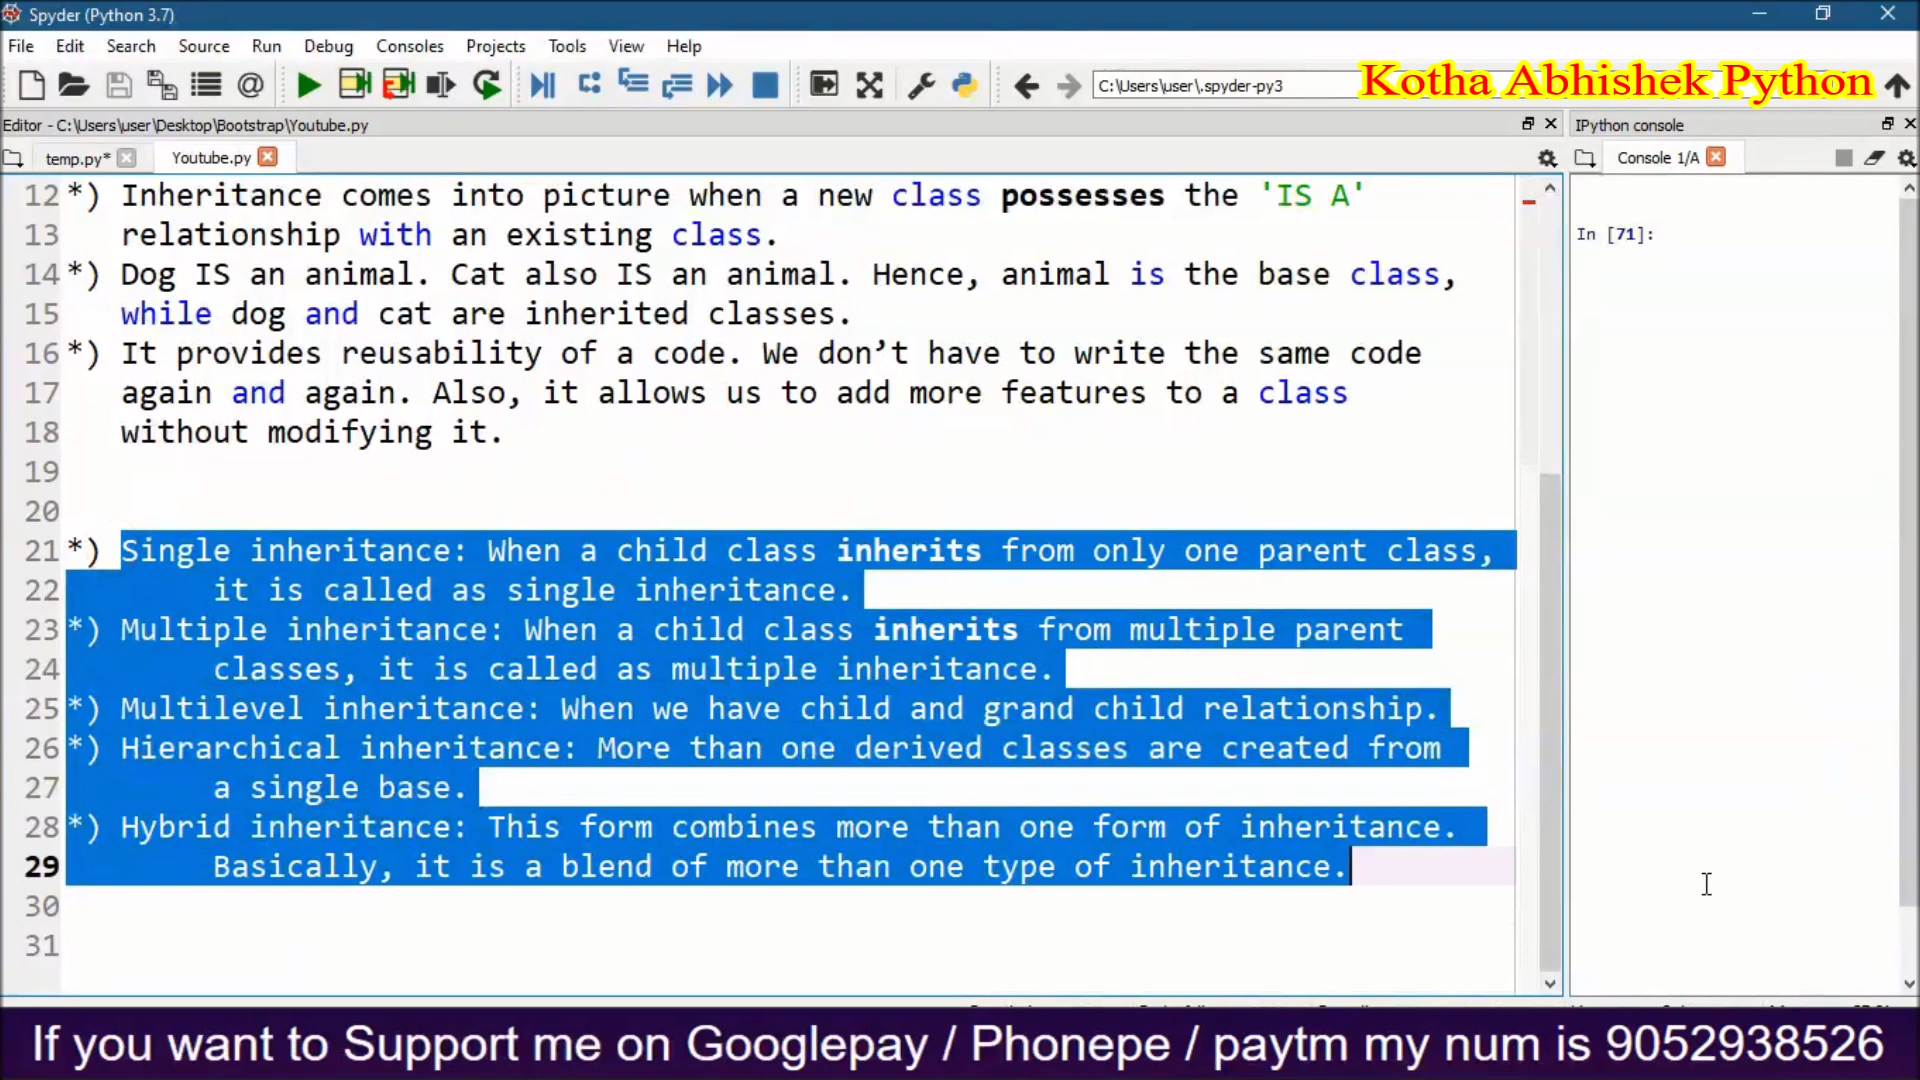 Spyder (Python 3.7)
File Edit Search Source Run Debug Consoles Projects Tools View Help
C:\Users\user\.spyder-py3
Kotha Abhishek Python
Editor - C:\Users\user\Desktop\Bootstrap\Youtube.py
IPython console
temp.py*
Youtube.py
Console 1/A
12 *) Inheritance comes into picture when a new class possesses the 'IS A'
13 relationship with an existing class.
14 *) Dog IS an animal. Cat also IS an animal. Hence, animal is the base class,
15 while dog and cat are inherited classes.
16 *) It provides reusability of a code. We don’t have to write the same code
17 again and again. Also, it allows us to add more features to a class
18 without modifying it.
19
20
21 *) Single inheritance: When a child class inherits from only one parent class,
22 it is called as single inheritance.
23 *) Multiple inheritance: When a child class inherits from multiple parent
24 classes, it is called as multiple inheritance.
25 *) Multilevel inheritance: When we have child and grand child relationship.
26 *) Hierarchical inheritance: More than one derived classes are created from
27 a single base.
28 *) Hybrid inheritance: This form combines more than one form of inheritance.
29 Basically, it is a blend of more than one type of inheritance.
30
31
In [71]:
If you want to Support me on Googlepay / Phonepe / paytm my num is 9052938526